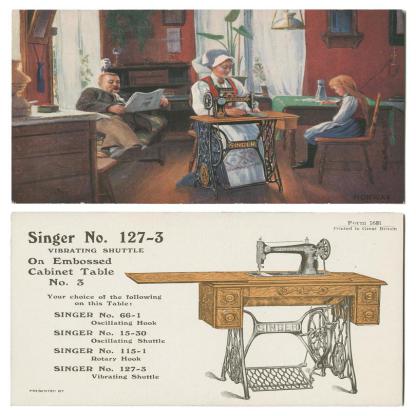 SINGER
NORWAY
Form 1631
Printed in Great Britain
Singer No. 127-3
VIBRATING SHUTTLE
On Embossed
Cabinet Table
No. 3
Your choice of the following
on this Table:
SINGER No. 66-1
Oscillating Hook
SINGER No. 15-30
Oscillating Shuttle
SINGER No. 115-1
Rotary Hook
SINGER No. 127-3
Vibrating Shuttle
PRESENTED BY
SINGER